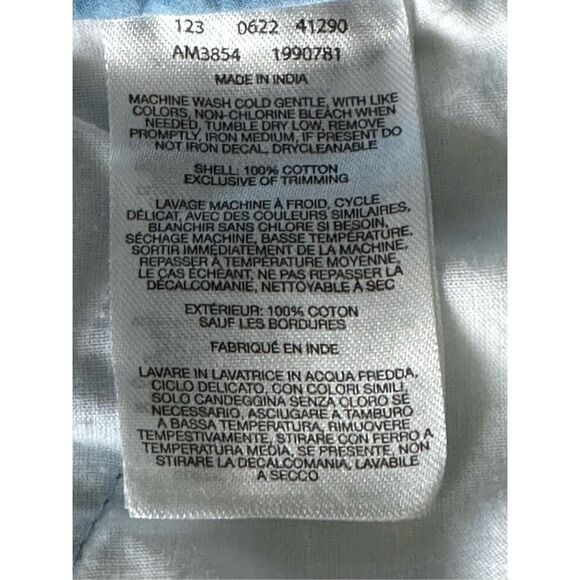 123 0622 41290
AM3854 1990781
MADE IN INDIA
MACHINE WASH COLD GENTLE, WITH LIKE
COLORS, NON-CHLORINE BLEACH WHEN
NEEDED, TUMBLE DRY LOW, REMOVE
PROMPTLY, IRON MEDIUM, IF PRESENT DO
NOT IRON DECAL, DRYCLEANABLE
SHELL: 100% COTTON
EXCLUSIVE OF TRIMMING
LAVAGE MACHINE À FROID, CYCLE
DÉLICAT, AVEC DES COULEURS SIMILAIRES,
BLANCHIR SANS CHLORE SI BESOIN,
SÉCHAGE MACHINE, BASSE TEMPÉRATURE,
SORTIR IMMÉDIATEMENT DE LA MACHINE,
REPASSER À TEMPÉRATURE MOYENNE,
LE CAS ÉCHÉANT, NE PAS REPASSER LA
DÉCALCOMANIE, NETTOYABLE À SEC
EXTÉRIEUR: 100% COTON
SAUF LES BORDURES
FABRIQUÉ EN INDE
LAVARE IN LAVATRICE IN ACQUA FREDDA,
CICLO DELICATO, CON COLORI SIMILI,
SOLO CANDEGGINA SENZA CLORO SE
NECESSARIO, ASCIUGARE A TAMBURO
A BASSA TEMPERATURA, RIMUOVERE
TEMPESTIVAMENTE, STIRARE CON FERRO A
TEMPERATURA MEDIA, SE PRESENTE, NON
STIRARE LA DECALCOMANIA, LAVABILE
A SECCO